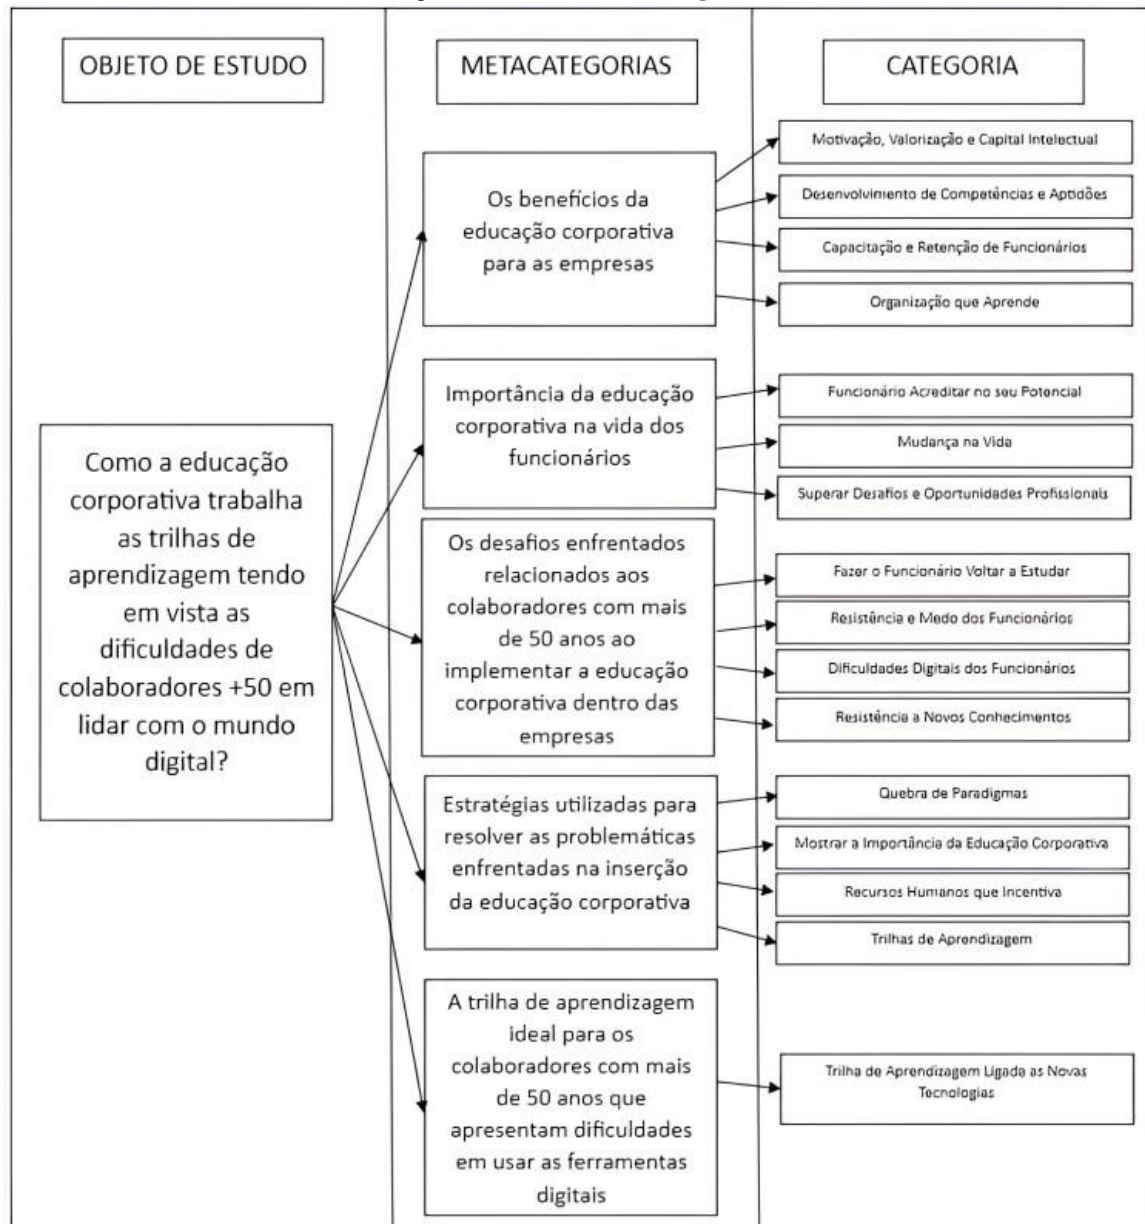 OBJETO DE ESTUDO
METACATEGORIAS
CATEGORIA
Como a educação
corporativa trabalha
as trilhas de
aprendizagem tendo
em vista as
dificuldades de
colaboradores +50 em
lidar com o mundo
digital?
Os benefícios da
educação corporativa
para as empresas
Motivação, Valorização e Capital Intelectual
Desenvolvimento de Competências e Aptidões
Capacitação e Retenção de Funcionários
Organização que Aprende
Importância da educação
corporativa na vida dos
funcionários
Funcionário Acreditar no seu Potencial
Mudança na Vida
Superar Desafios e Oportunidades Profissionais
Os desafios enfrentados
relacionados aos
colaboradores com mais
de 50 anos ao
implementar a educação
corporativa dentro das
empresas
Fazer o Funcionário Voltar a Estudar
Resistência e Medo dos Funcionários
Dificuldades Digitais dos Funcionários
Resistência a Novos Conhecimentos
Estratégias utilizadas para
resolver as problemáticas
enfrentadas na inserção
da educação corporativa
Quebra de Paradigmas
Mostrar a Importância da Educação Corporativa
Recursos Humanos que Incentiva
Trilhas de Aprendizagem
A trilha de aprendizagem
ideal para os
colaboradores com mais
de 50 anos que
apresentam dificuldades
em usar as ferramentas
digitais
Trilha de Aprendizagem Ligada as Novas
Tecnologias